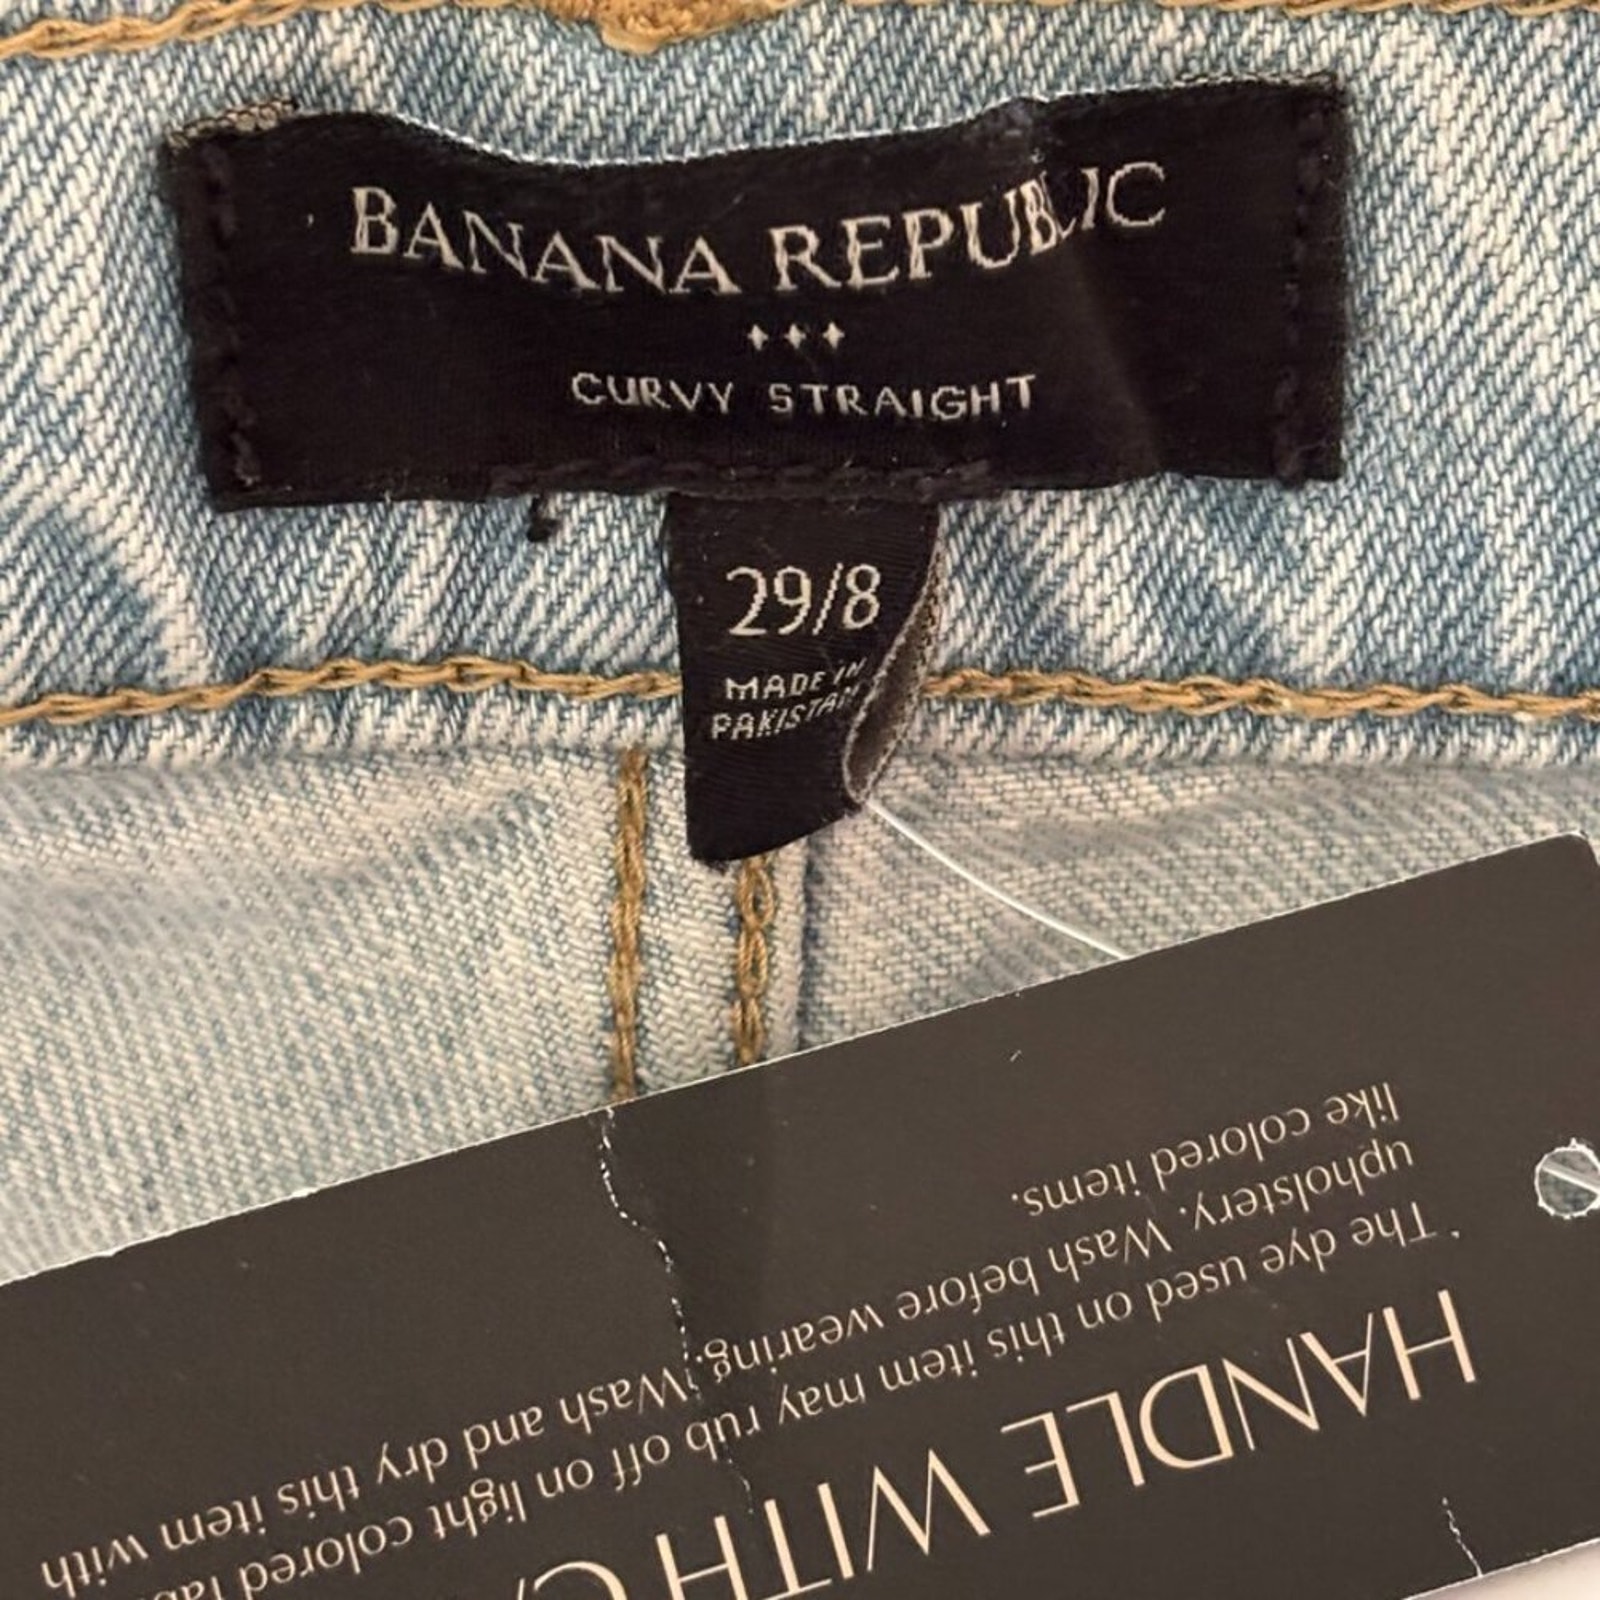 BANANA REPUBLIC
CURVY STRAIGHT
29/8
MADE IN
PAKISTAN
HANDLE WITH
The dye used on this item may rub off on light colored
upholstery. Wash before wearing. Wash and dry this item with
like colored items.